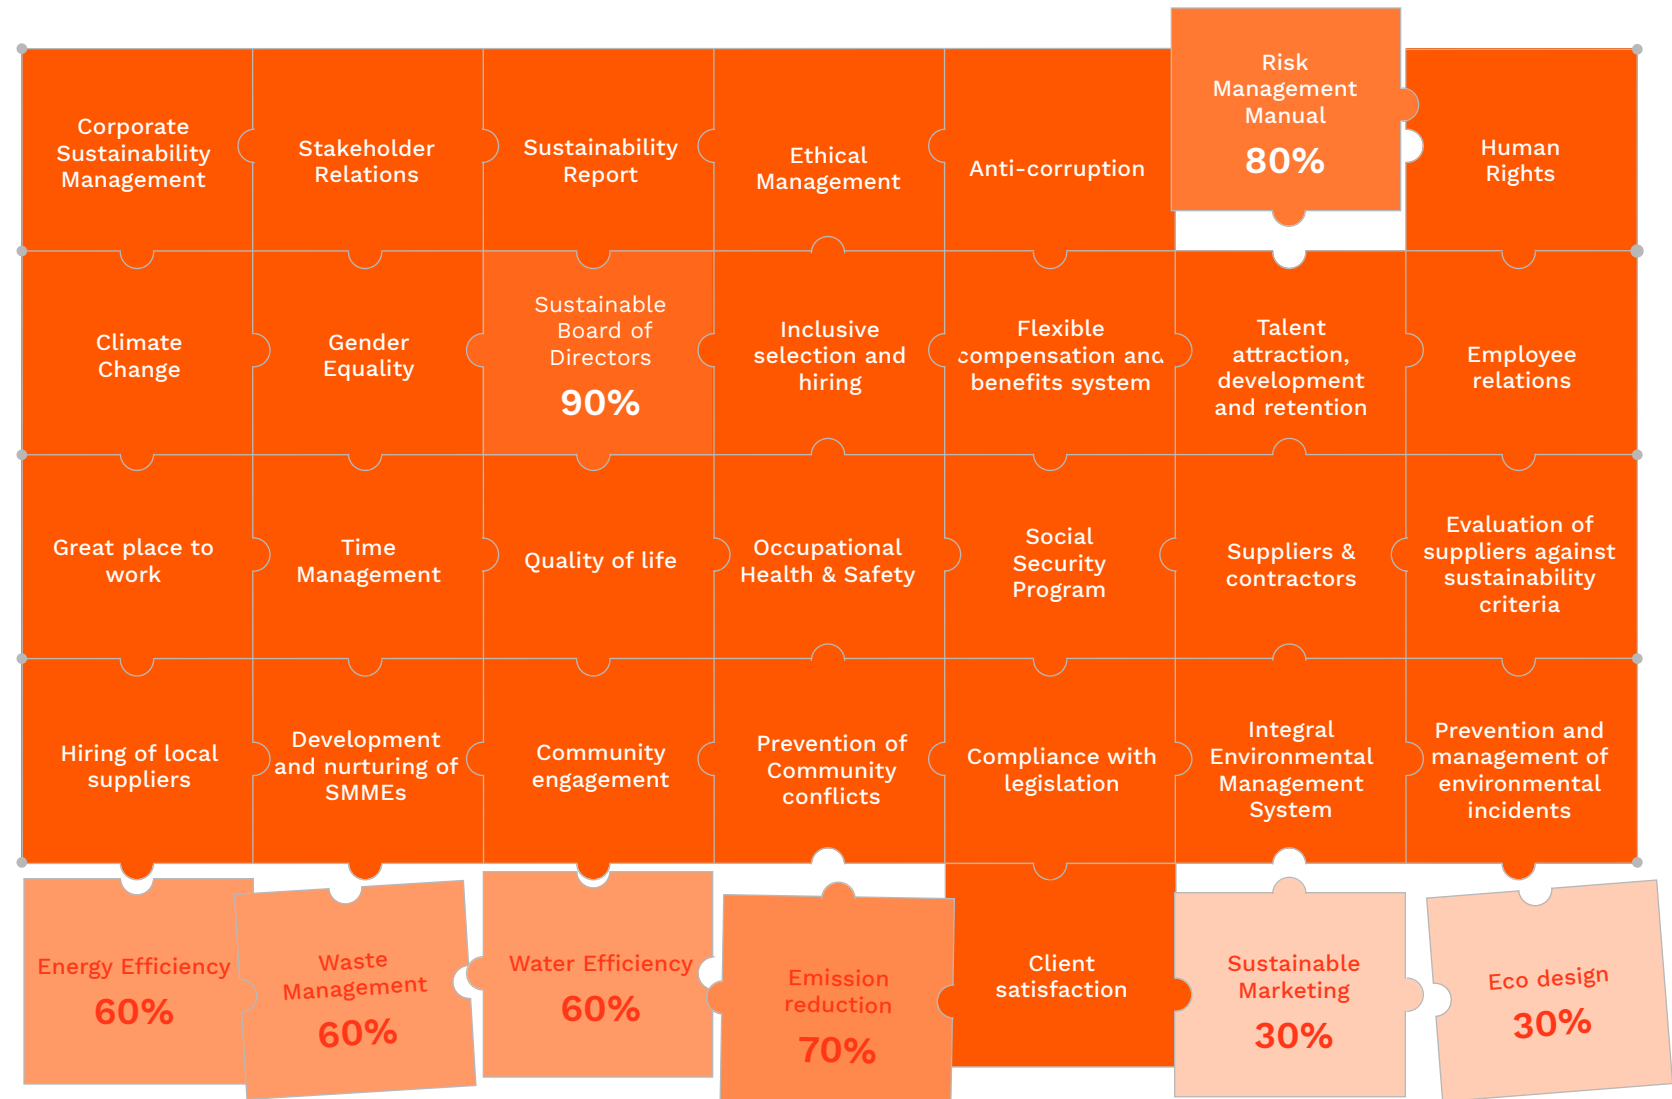 Corporate
Sustainability
Management
Stakeholder
Relations
Sustainability
Report
Ethical
Management
Anti-corruption
Risk
Management
Manual
80%
Human
Rights
Climate
Change
Gender
Equality
Sustainable
Board of
Directors
90%
Inclusive
selection and
hiring
Flexible
compensation and
benefits system
Talent
attraction,
development
and retention
Employee
relations
Great place to
work
Time
Management
Quality of life
Occupational
Health & Safety
Social
Security
Program
Suppliers &
contractors
Evaluation of
suppliers against
sustainability
criteria
Hiring of local
suppliers
Development
and nurturing of
SMMEs
Community
engagement
Prevention of
Community
conflicts
Compliance with
legislation
Integral
Environmental
Management
System
Prevention and
management of
environmental
incidents
Energy Efficiency
60%
Waste
Management
60%
Water Efficiency
60%
Emission
reduction
70%
Client
satisfaction
Sustainable
Marketing
30%
Eco design
30%